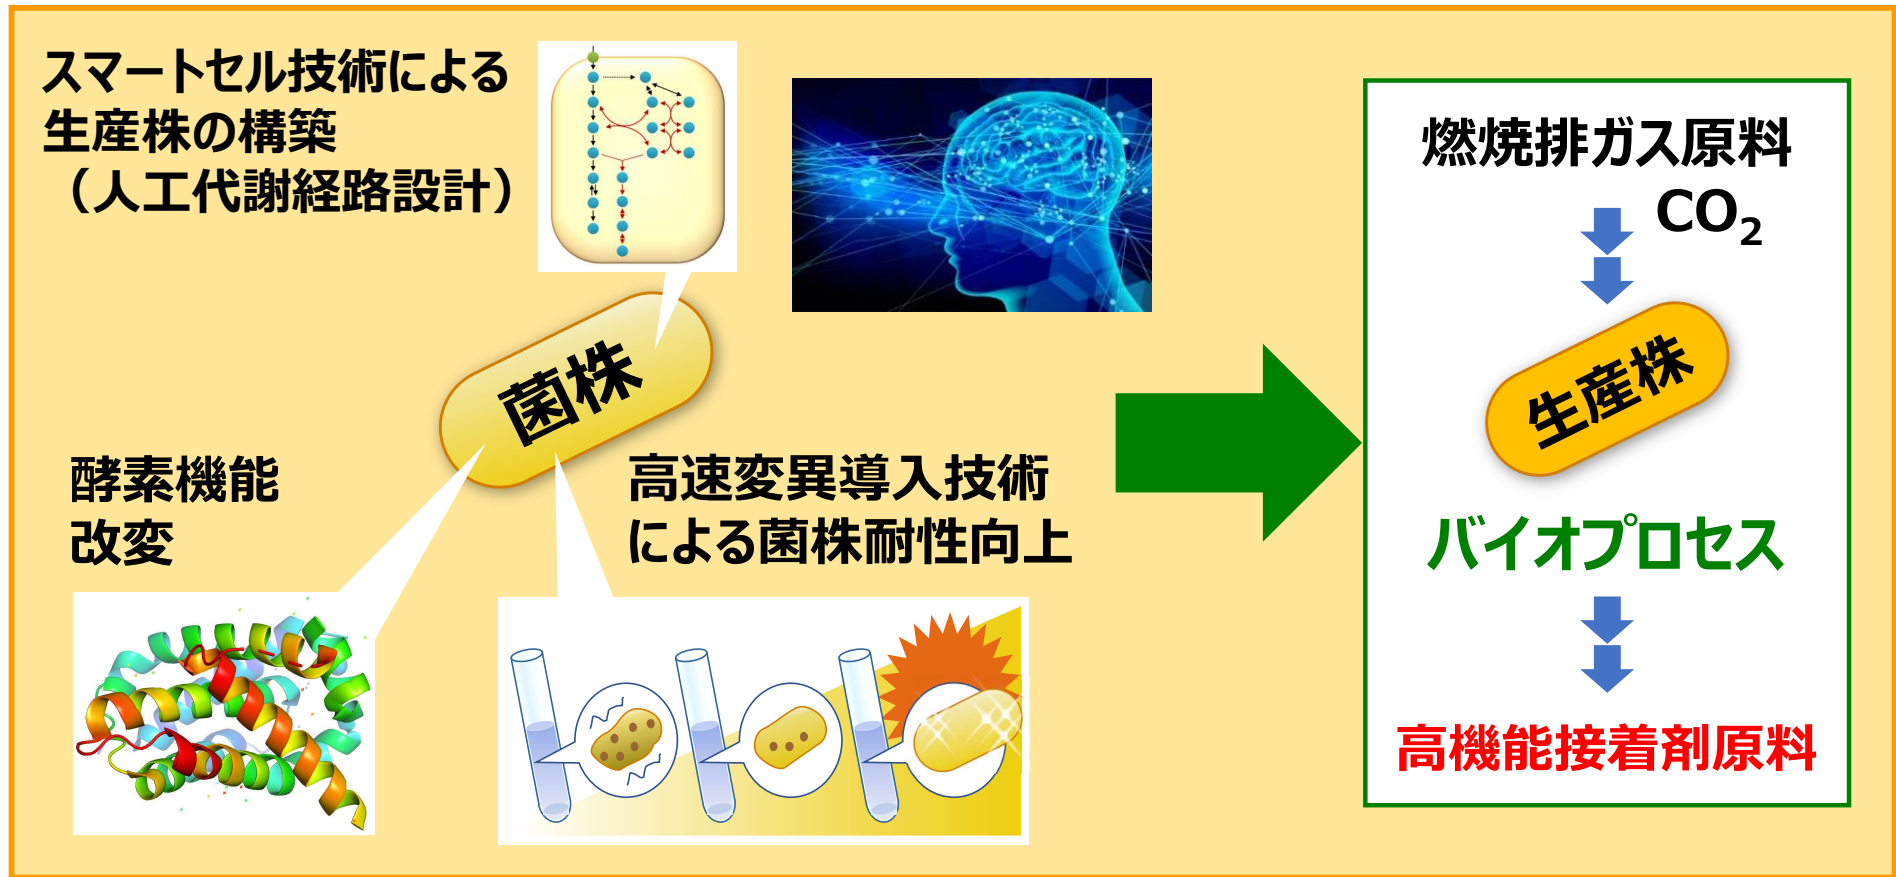 スマートセル技術による
生産株の構築
（人工代謝経路設計）
菌株
酵素機能
改変
高速変異導入技術
による菌株耐性向上
燃焼排ガス原料
CO₂
生産株
バイオプロセス
高機能接着剤原料